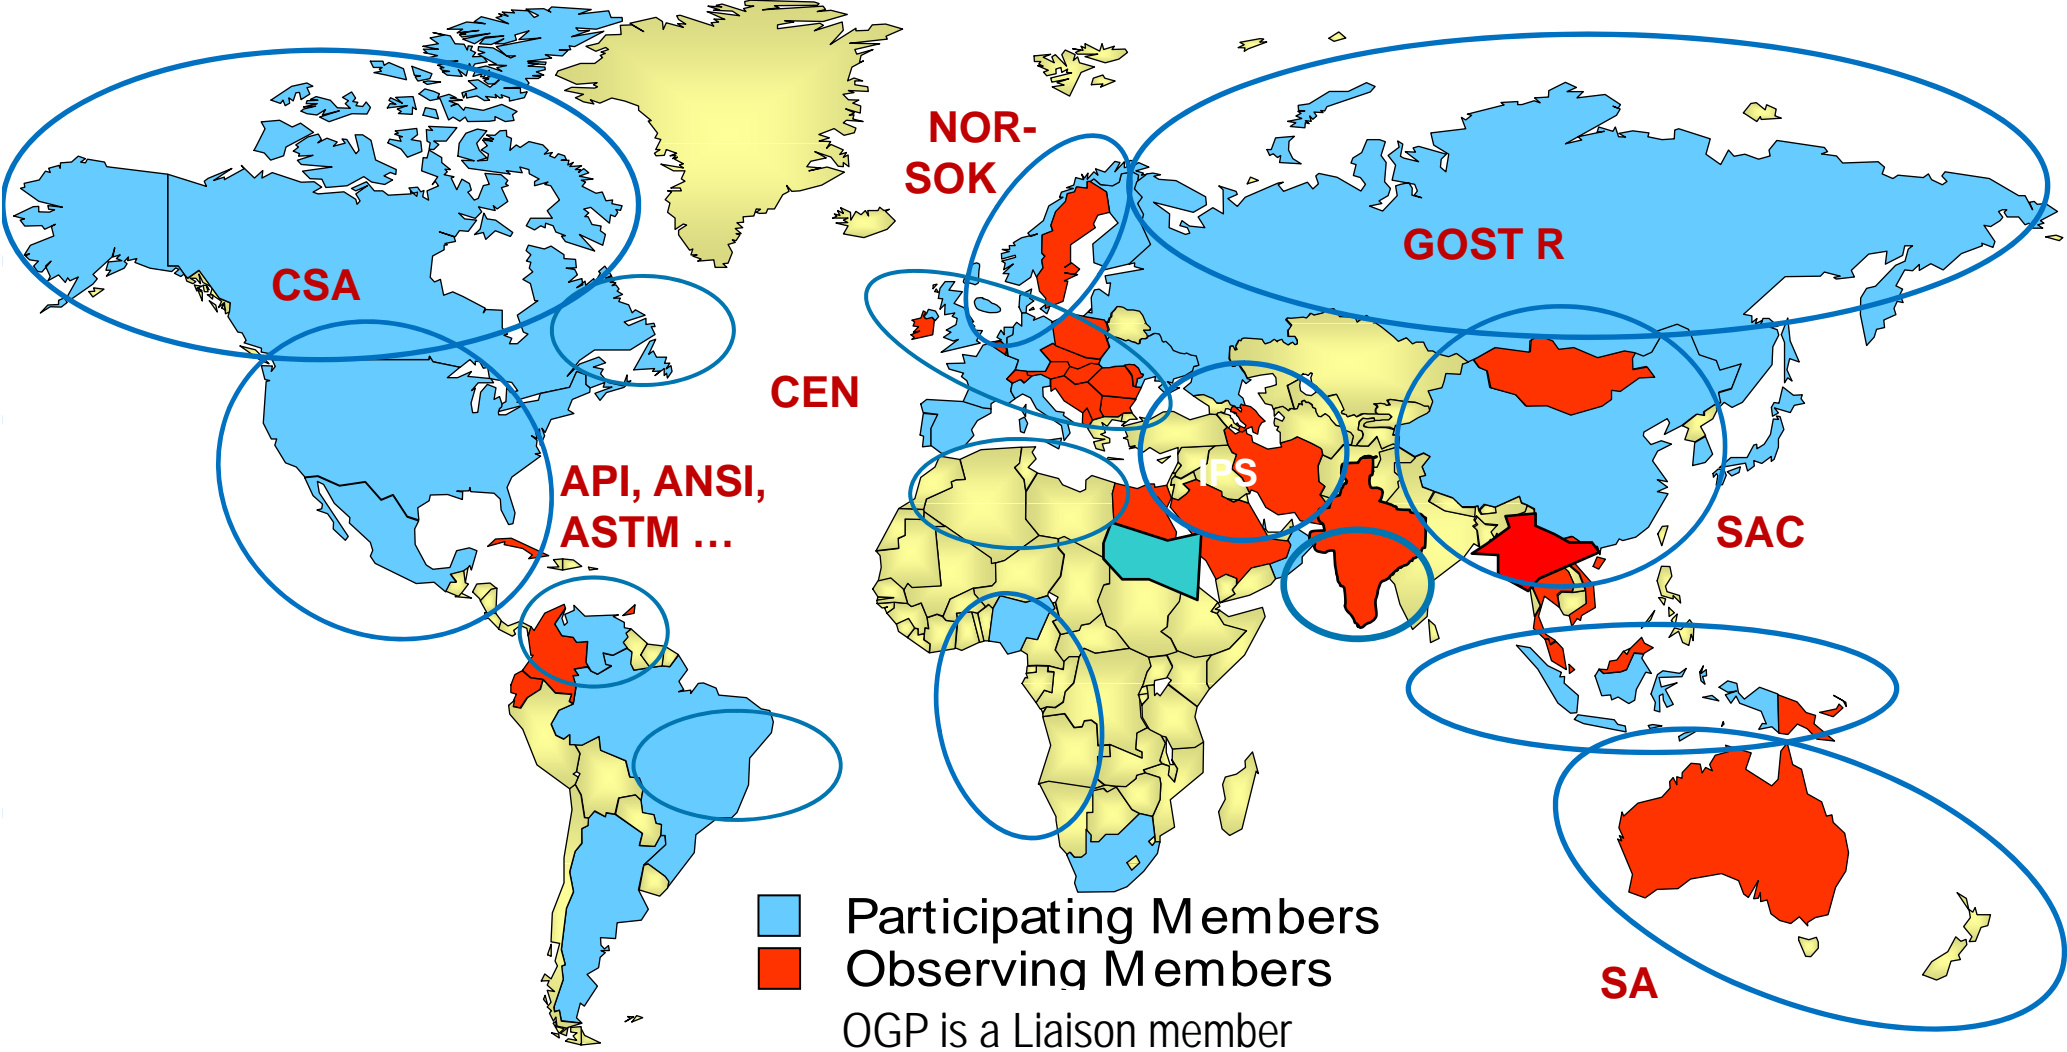 NOR-
SOK
GOST R
CSA
CEN
API, ANSI,
ASTM ...
IPS
SAC
SA
Participating Members
Observing Members
OGP is a Liaison member